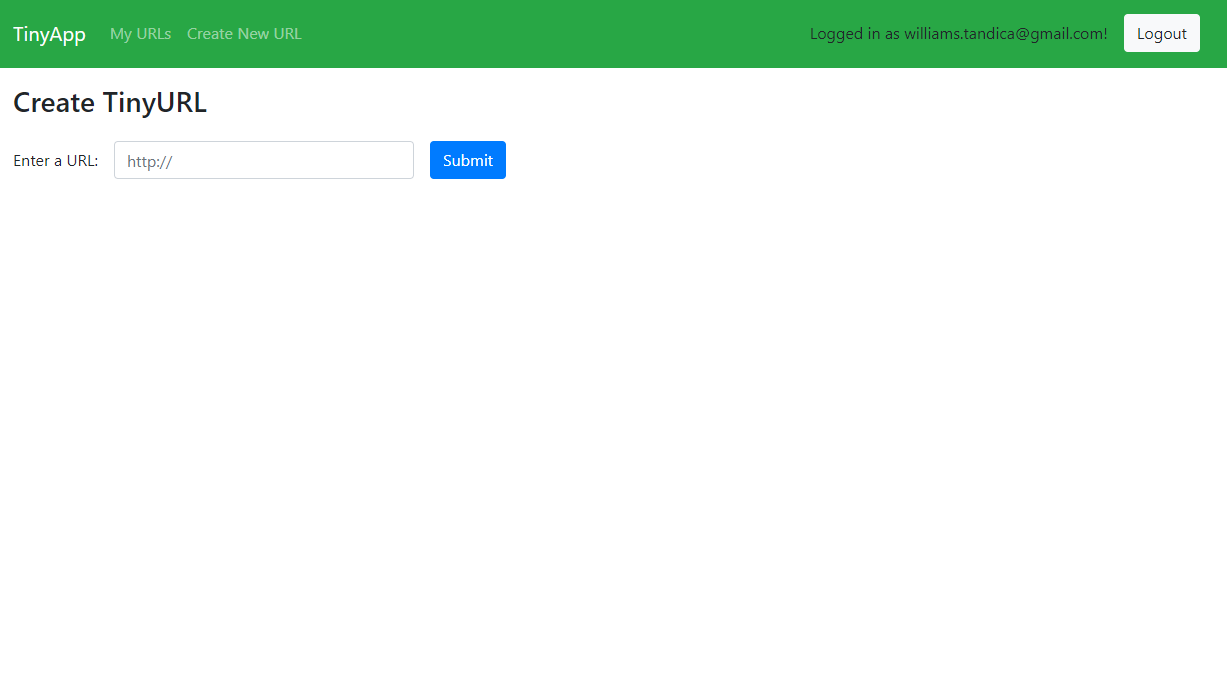 TinyApp My URLs Create New URL Logged in as williams.tandica@gmail.com! Logout
Create TinyURL
Enter a URL: http:// Submit